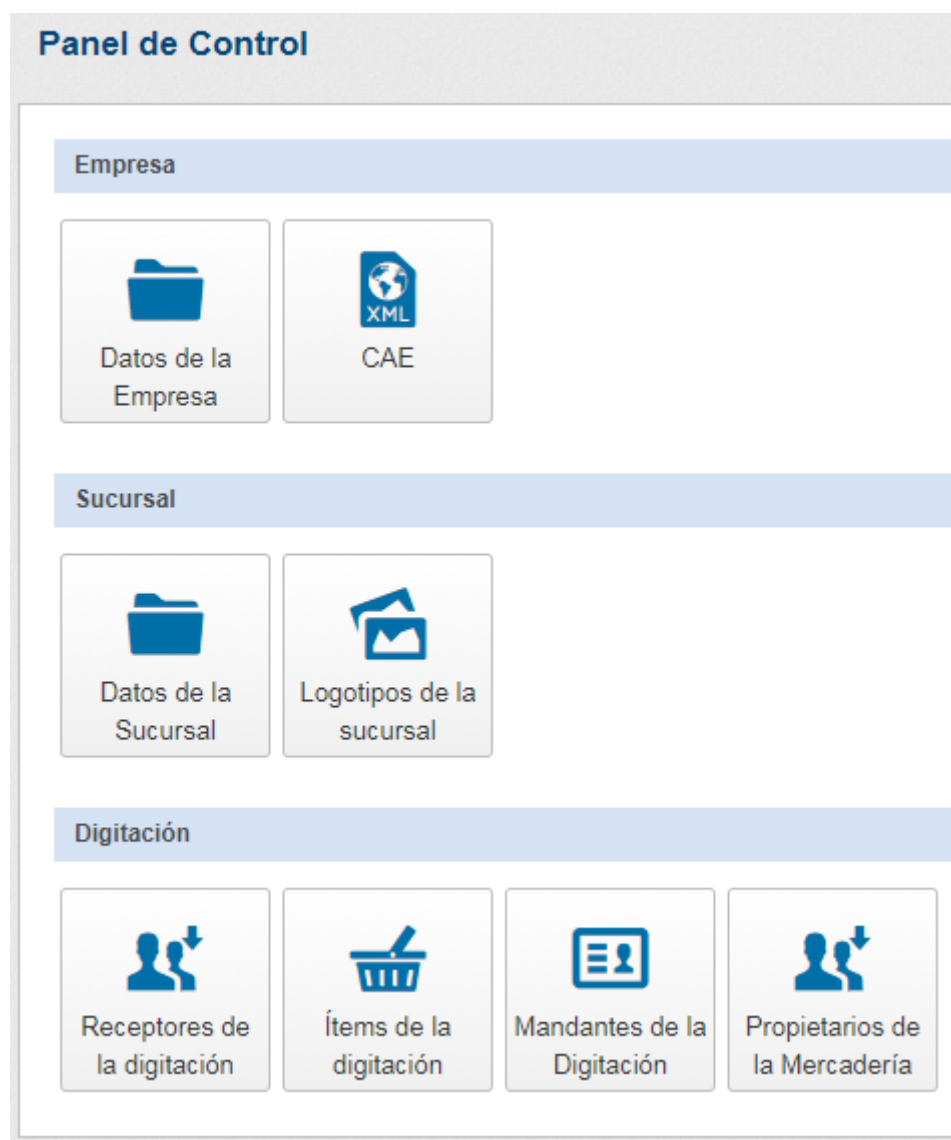 Panel de Control
Empresa
XML
Datos de la
Empresa
CAE
Sucursal
Datos de la
Sucursal
Logotipos de la
sucursal
Digitación
Receptores de
la digitación
Ítems de la
digitación
Mandantes de la
Digitación
Propietarios de
la Mercadería